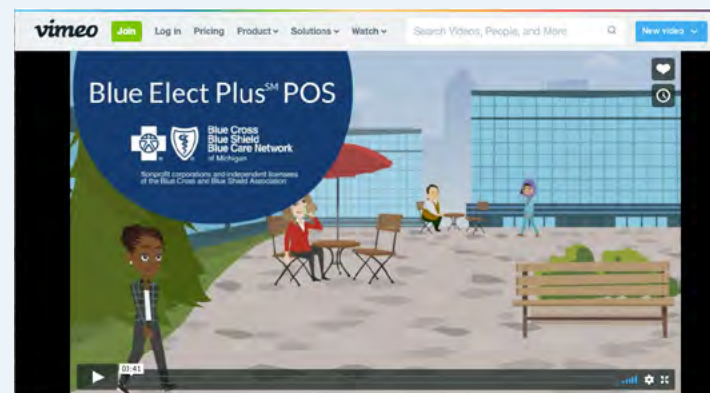 vimeo Join Log in Pricing Product Solutions Watch Search Videos, People, and More New video
Blue Elect Plus℠ POS
Blue Cross
Blue Shield
Blue Care Network
of Michigan
Nonprofit corporations and independent licensees
of the Blue Cross and Blue Shield Association
03:41